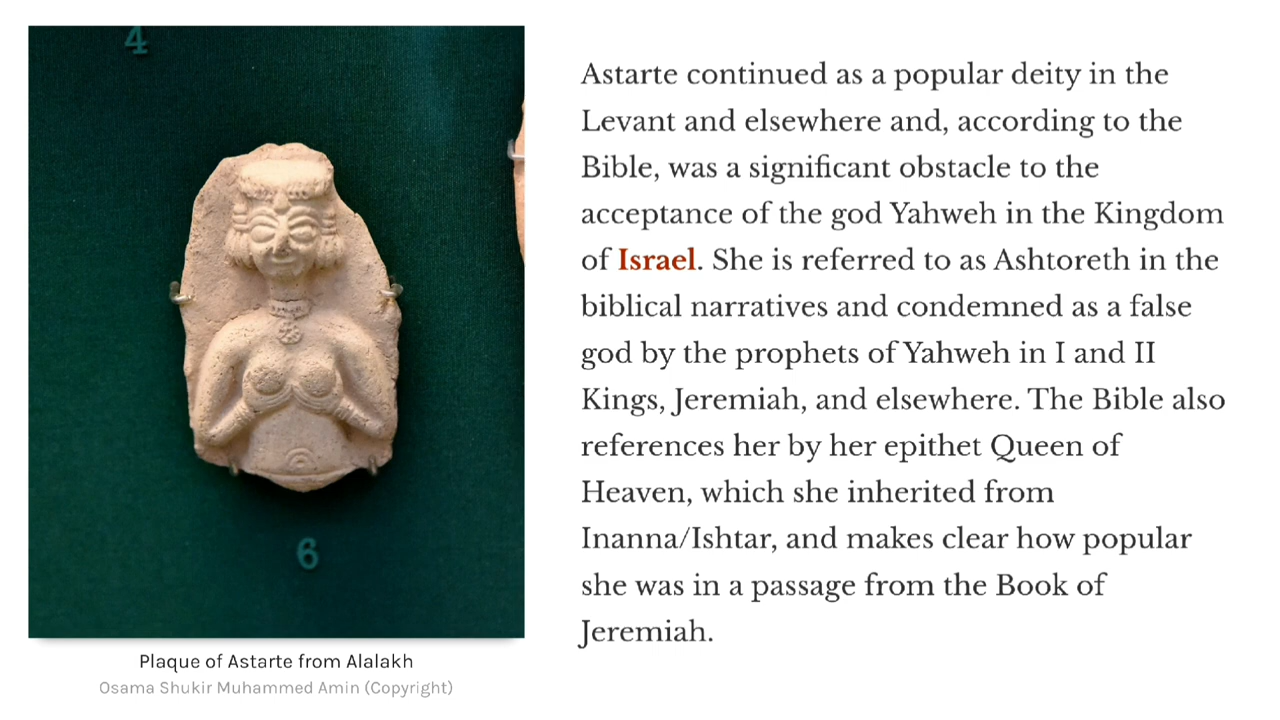 4
6
Plaque of Astarte from Alalakh
Osama Shukir Muhammed Amin (Copyright)
Astarte continued as a popular deity in the
Levant and elsewhere and, according to the
Bible, was a significant obstacle to the
acceptance of the god Yahweh in the Kingdom
of Israel. She is referred to as Ashtoreth in the
biblical narratives and condemned as a false
god by the prophets of Yahweh in I and II
Kings, Jeremiah, and elsewhere. The Bible also
references her by her epithet Queen of
Heaven, which she inherited from
Inanna/Ishtar, and makes clear how popular
she was in a passage from the Book of
Jeremiah.